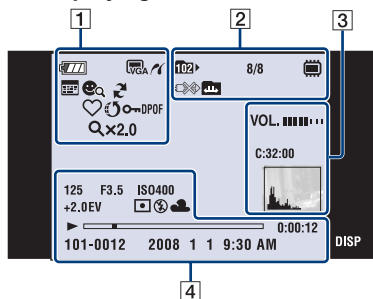 1
2
3
VGA
102
8/8
DPOF
×2.0
VOL.
C:32:00
125 F3.5 ISO400
+2.0EV
0:00:12
101-0012 2008 1 1 9:30 AM
DISP
4